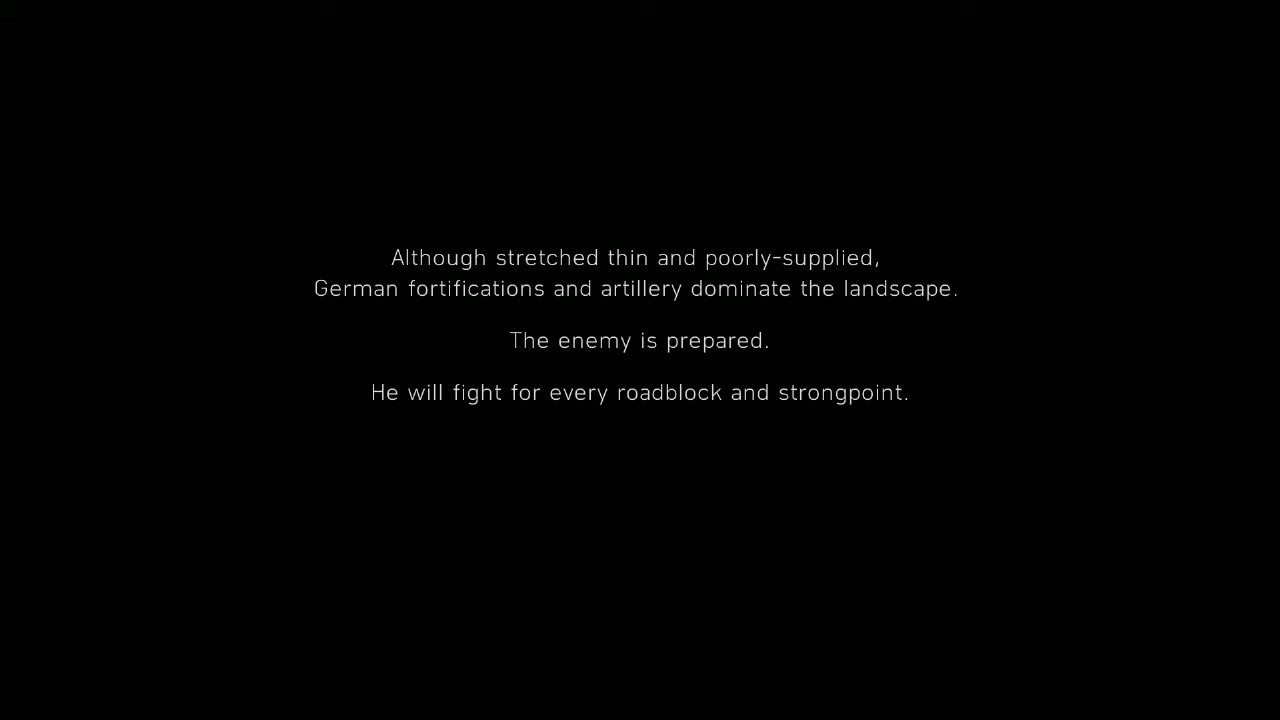 Although stretched thin and poorly-supplied,
German fortifications and artillery dominate the landscape.
The enemy is prepared.
He will fight for every roadblock and strongpoint.